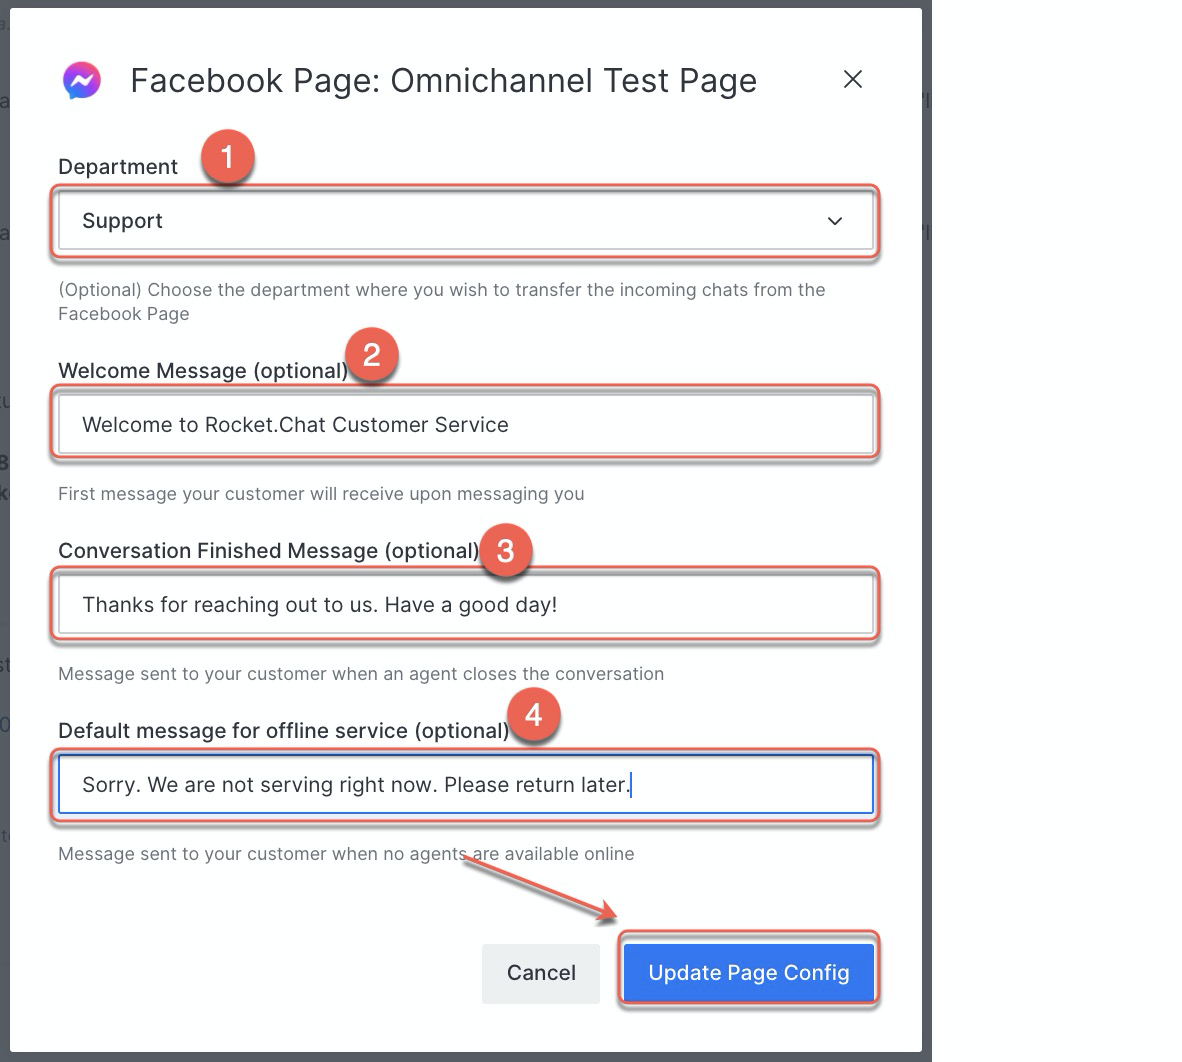 Facebook Page: Omnichannel Test Page
Department
1
Support
(Optional) Choose the department where you wish to transfer the incoming chats from the
Facebook Page
Welcome Message (optional)
2
Welcome to Rocket.Chat Customer Service
First message your customer will receive upon messaging you
Conversation Finished Message (optional)
3
Thanks for reaching out to us. Have a good day!
Message sent to your customer when an agent closes the conversation
Default message for offline service (optional)
4
Sorry. We are not serving right now. Please return later.
Message sent to your customer when no agents are available online
Cancel
Update Page Config